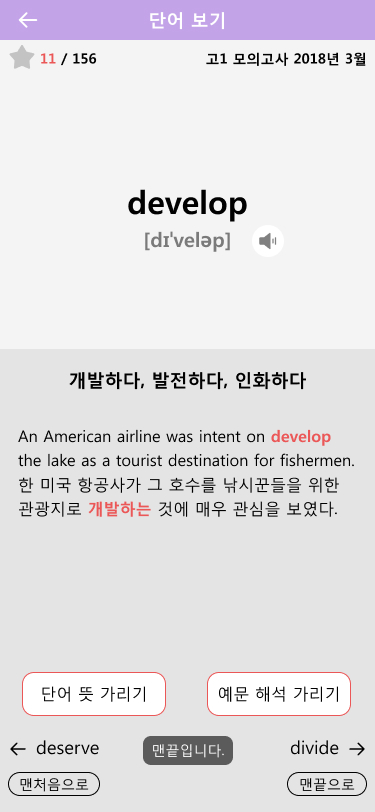 단어 보기
11 / 156
고1 모의고사 2018년 3월
develop
[dɪˈveləp]
개발하다, 발전하다, 인화하다
An American airline was intent on develop
the lake as a tourist destination for fishermen.
한 미국 항공사가 그 호수를 낚시꾼들을 위한
관광지로 개발하는 것에 매우 관심을 보였다.
단어 뜻 가리기
예문 해석 가리기
← deserve
맨끝입니다.
divide →
맨처음으로
맨끝으로